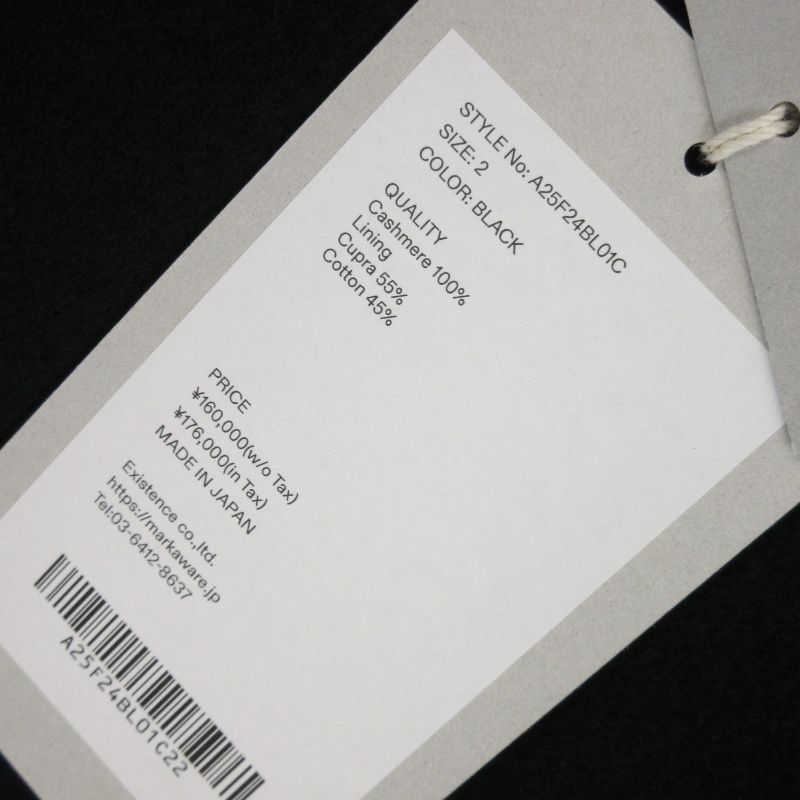 STYLE No: A25F24BL01C
SIZE: 2
COLOR: BLACK
QUALITY
Cashmere 100%
Lining
Cupra 55%
Cotton 45%
PRICE
¥160,000(w/o Tax)
¥176,000(in Tax)
MADE IN JAPAN
Existence co.,ltd.
https://markaware.jp
Tel:03-6412-8637
A25F24BL01C22